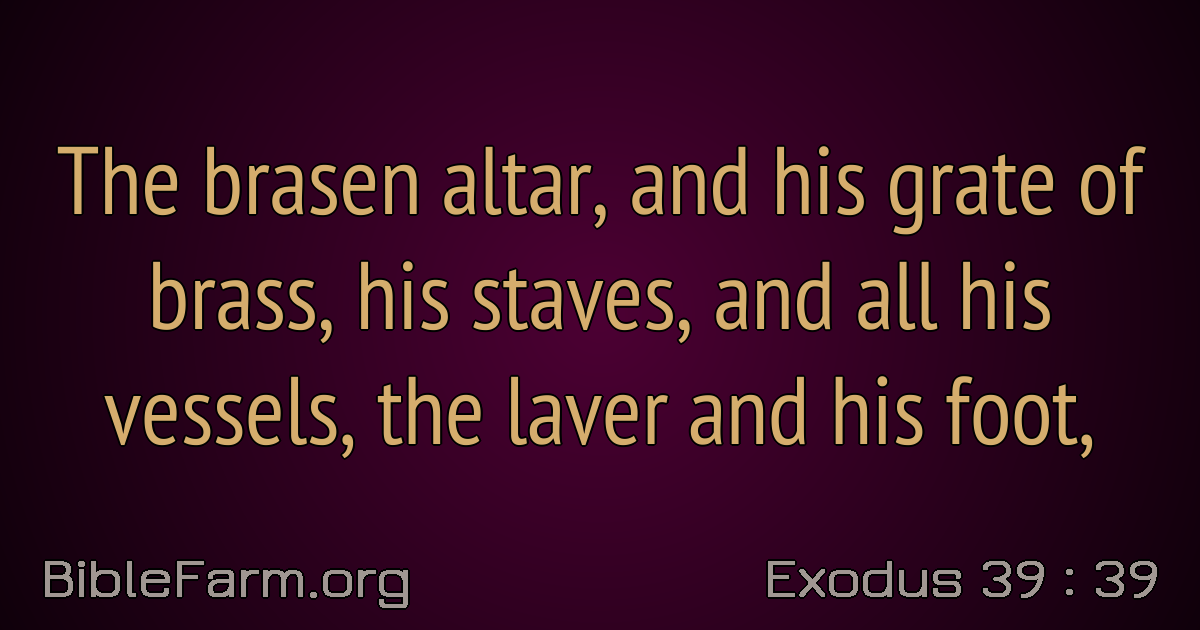 The brasen altar, and his grate of
brass, his staves, and all his
vessels, the laver and his foot,
BibleFarm.org
Exodus 39 : 39